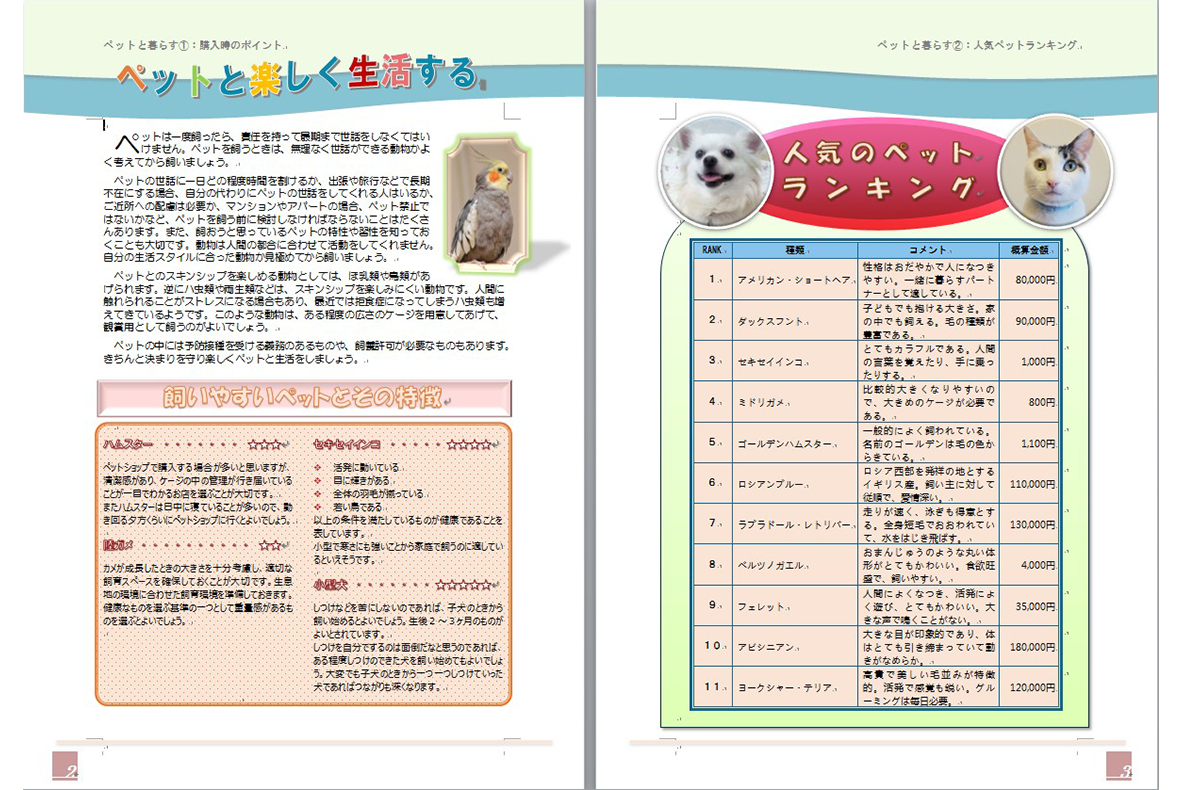 ペットと暮らす①：購入時のポイント
ペットと楽しく生活する
ペットは一度飼ったら、責任を持って最期まで世話をしなくてはい
けません。ペットを飼うときは、無理なく世話ができる動物かよ
く考えてから飼いましょう。
ペットの世話に一日どの程度時間を割けるか、出張や旅行などで長期
不在にする場合、自分の代わりにペットの世話をしてくれる人はいるか、
ご近所への配慮は必要か、マンションやアパートの場合、ペット禁止で
はないかなど、ペットを飼う前に検討しなければならないことはたくさ
んあります。また、飼おうと思っているペットの特性や習性を知ってお
くことも大切です。動物は人間の都合に合わせて活動をしてくれません。
自分の生活スタイルに合った動物か見極めてから飼いましょう。
ペットとのスキンシップを楽しめる動物としては、ほ乳類や鳥類があ
げられます。逆にハ虫類や両生類などは、スキンシップを楽しみにくい動物です。人間に
触れられることがストレスになる場合もあり、最近では拒食症になってしまうハ虫類も増
えてきているようです。このような動物は、ある程度の広さのケージを用意してあげて、
観賞用として飼うのがよいでしょう。
ペットの中には予防接種を受ける義務のあるものや、飼養許可が必要なものもあります。
きちんと決まりを守り楽しくペットと生活をしましょう。
飼いやすいペットとその特徴
ハムスター ・・・・・・・ ☆☆☆
ペットショップで購入する場合が多いと思いますが、
清潔感があり、ケージの中の管理が行き届いている
ことが一目でわかるお店を選ぶことが大切です。
またハムスターは日中に寝ていることが多いので、動
き回る夕方くらいにペットショップに行くとよいでしょう。
陸ガメ ・・・・・・・・・・ ☆☆
カメが成長したときの大きさを十分考慮し、適切な
飼育スペースを確保しておくことが大切です。生息
地の環境に合わせた飼育環境を準備しておきます。
健康なものを選ぶ基準の一つとして重量感があるも
のを選ぶとよいでしょう。
セキセイインコ ・・・・・ ☆☆☆☆
❖ 活発に動いている
❖ 目に輝きがある
❖ 全体の羽毛が揃っている
❖ 若い鳥である
以上の条件を満たしているものが健康であることを
表しています。
小型で寒さにも強いことから家庭で飼うのに適してい
るといえそうです。
小型犬 ・・・・・・・ ☆☆☆☆☆
しつけなどを苦にしないのであれば、子犬のときから
飼い始めるとよいでしょう。生後２～３ヶ月のものが
よいとされています。
しつけを自分でするのは面倒だなと思うのであれば、
ある程度しつけのできた犬を飼い始めてもよいでしょ
う。大変でも子犬のときから一つ一つしつけていった
犬であればつながりも深くなります。
2
ペットと暮らす②：人気ペットランキング
人気のペット
ランキング
RANK 種類 コメント 概算金額
1 アメリカン・ショートヘア 性格はおだやかで人になつき
やすい。一緒に暮らすパート
ナーとして適している。 80,000円
2 ダックスフント 子どもでも抱ける大きさ。家
の中でも飼える。毛の種類が
豊富である。 90,000円
3 セキセイインコ とてもカラフルである。人間
の言葉を覚えたり、手に乗っ
たりする。 1,000円
4 ミドリガメ 比較的大きくなりやすいの
で、大きめのケージが必要で
ある。 800円
5 ゴールデンハムスター 一般的によく飼われている。
名前のゴールデンは毛の色か
らきている。 1,100円
6 ロシアンブルー ロシア西部を発祥の地とする
イギリス産。飼い主に対して
従順で、愛情深い。 110,000円
7 ラブラドール・レトリバー 走りが速く、泳ぎも得意とす
る。全身短毛でおおわれてい
て、水をはじき飛ばす。 130,000円
8 ベルツノガエル おまんじゅうのような丸い体
形がとてもかわいい。食欲旺
盛で、飼いやすい。 4,000円
9 フェレット 人間によくなつき、活発によ
く遊び、とてもかわいい。大
きな声で鳴くことがない。 35,000円
10 アビシニアン 大きな目が印象的であり、体
はとても引き締まっていて動
きがなめらか。 180,000円
11 ヨークシャー・テリア 高貴で美しい毛並みが特徴
的。活発で感覚も鋭い。グル
ーミングは毎日必要。 120,000円
3